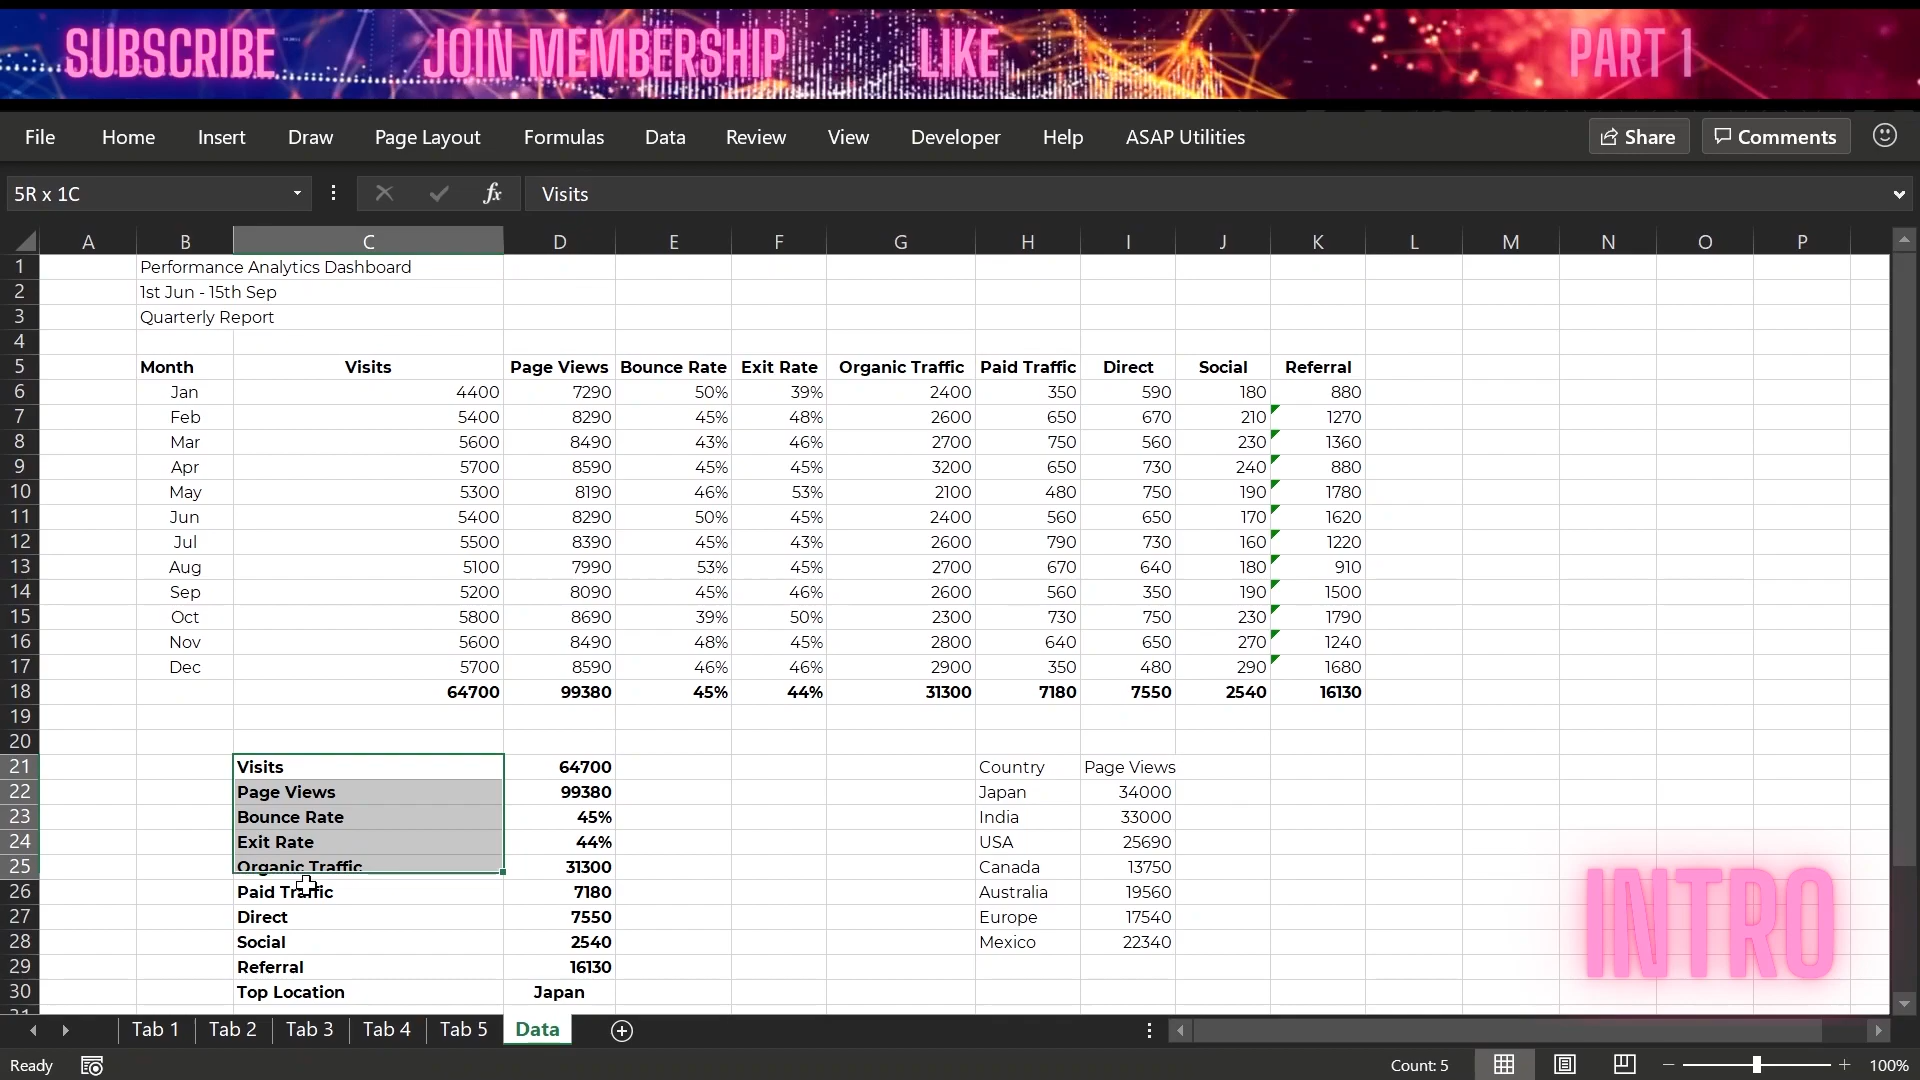 SUBSCRIBE JOIN MEMBERSHIP LIKE PART 1
File Home Insert Draw Page Layout Formulas Data Review View Developer Help ASAP Utilities Share Comments
5R x 1C fx Visits
A B C D E F G H I J K L M N O P
1 Performance Analytics Dashboard
2 1st Jun - 15th Sep
3 Quarterly Report
4
5 Month Visits Page Views Bounce Rate Exit Rate Organic Traffic Paid Traffic Direct Social Referral
6 Jan 4400 7290 50% 39% 2400 350 590 180 880
7 Feb 5400 8290 45% 48% 2600 650 670 210 1270
8 Mar 5600 8490 43% 46% 2700 750 560 230 1360
9 Apr 5700 8590 45% 45% 3200 650 730 240 880
10 May 5300 8190 46% 53% 2100 480 750 190 1780
11 Jun 5400 8290 50% 45% 2400 560 650 170 1620
12 Jul 5500 8390 45% 43% 2600 790 730 160 1220
13 Aug 5100 7990 53% 45% 2700 670 640 180 910
14 Sep 5200 8090 45% 46% 2600 560 350 190 1500
15 Oct 5800 8690 39% 50% 2300 730 750 230 1790
16 Nov 5600 8490 48% 45% 2800 640 650 270 1240
17 Dec 5700 8590 46% 46% 2900 350 480 290 1680
18 64700 99380 45% 44% 31300 7180 7550 2540 16130
19
20
21 Visits 64700 Country Page Views
22 Page Views 99380 Japan 34000
23 Bounce Rate 45% India 33000
24 Exit Rate 44% USA 25690
25 Organic Traffic 31300 Canada 13750
26 Paid Traffic 7180 Australia 19560
27 Direct 7550 Europe 17540
28 Social 2540 Mexico 22340
29 Referral 16130
30 Top Location Japan
INTRO
Tab 1 Tab 2 Tab 3 Tab 4 Tab 5 Data
Ready Count: 5 100%